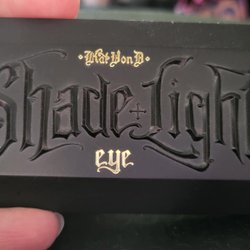 ·Kat Von D·
Shade + Light
eye